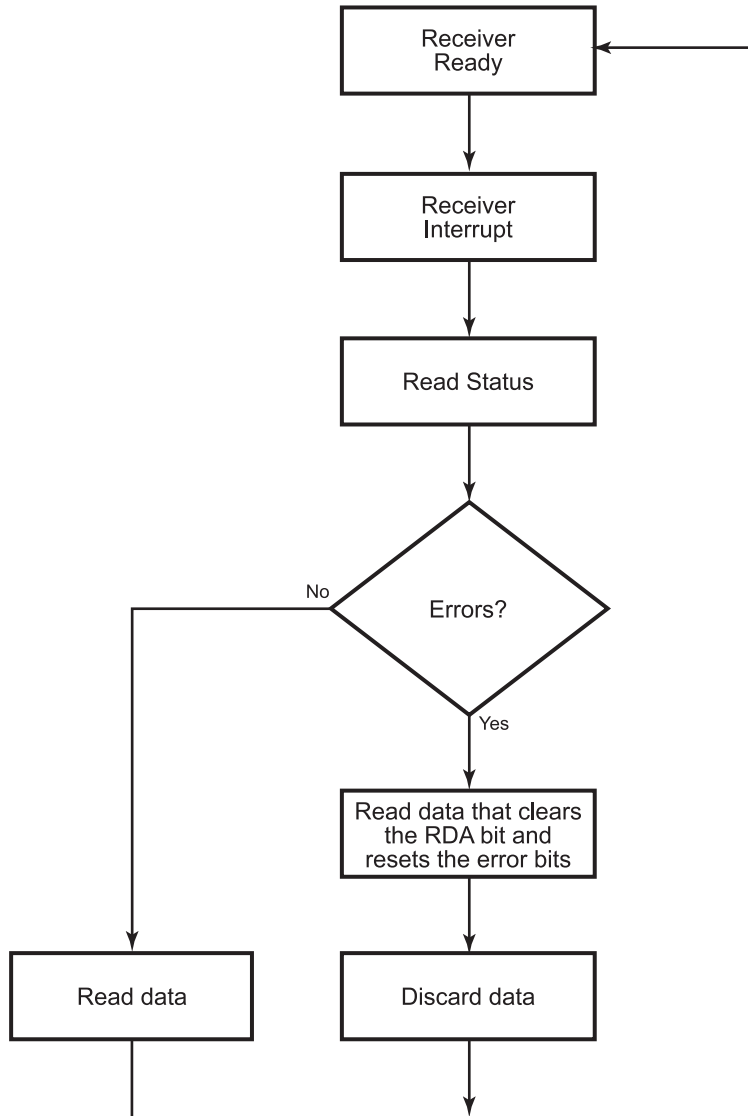 Receiver
Ready
Receiver
Interrupt
Read Status
Errors?
No
Yes
Read data that clears
the RDA bit and
resets the error bits
Read data
Discard data